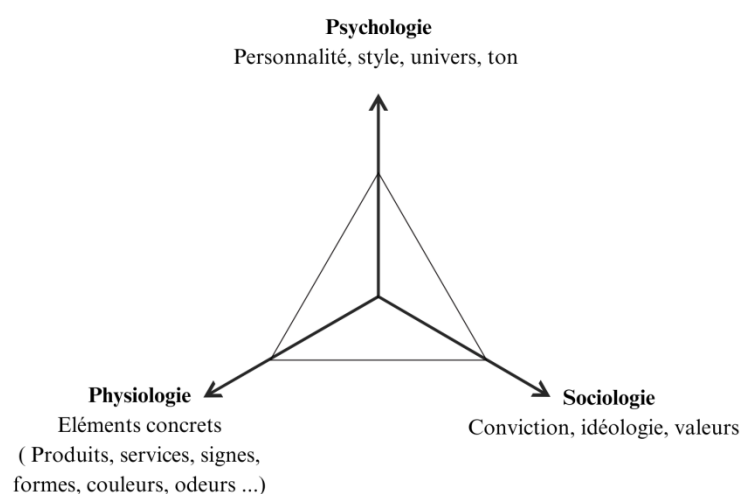 Psychologie
Personnalité, style, univers, ton
Physiologie
Eléments concrets
( Produits, services, signes,
formes, couleurs, odeurs ...)
Sociologie
Conviction, idéologie, valeurs